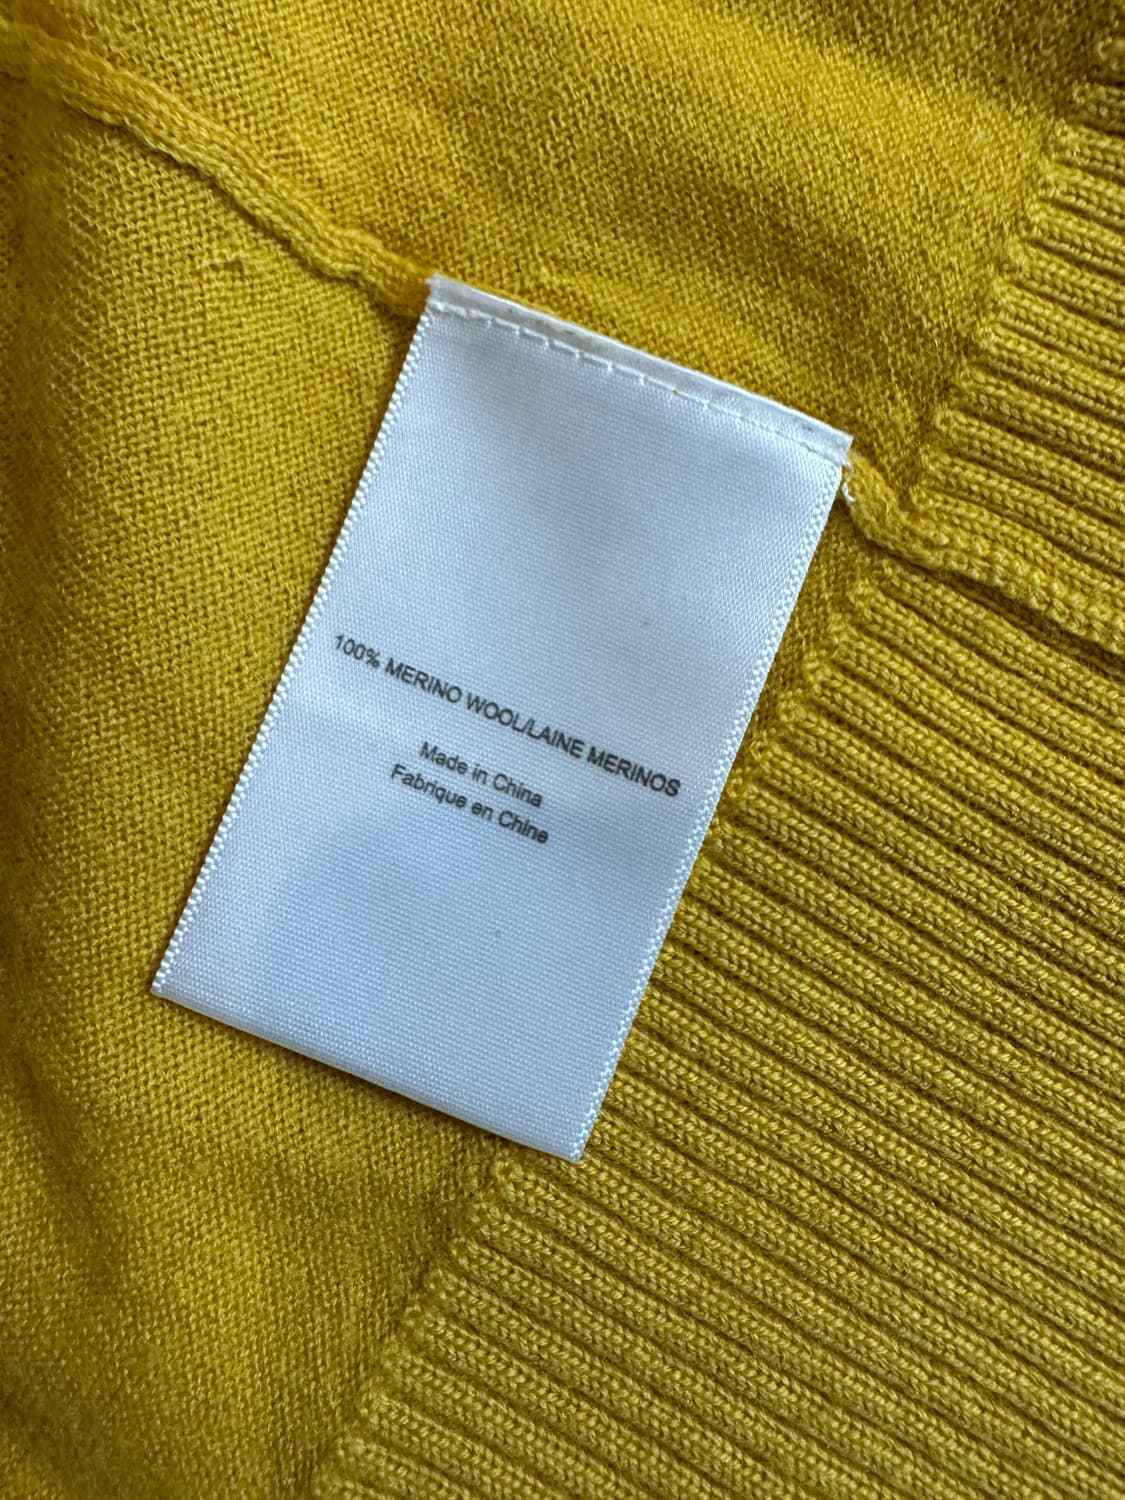 100% MERINO WOOL/LAINE MERINOS
Made in China
Fabrique en Chine